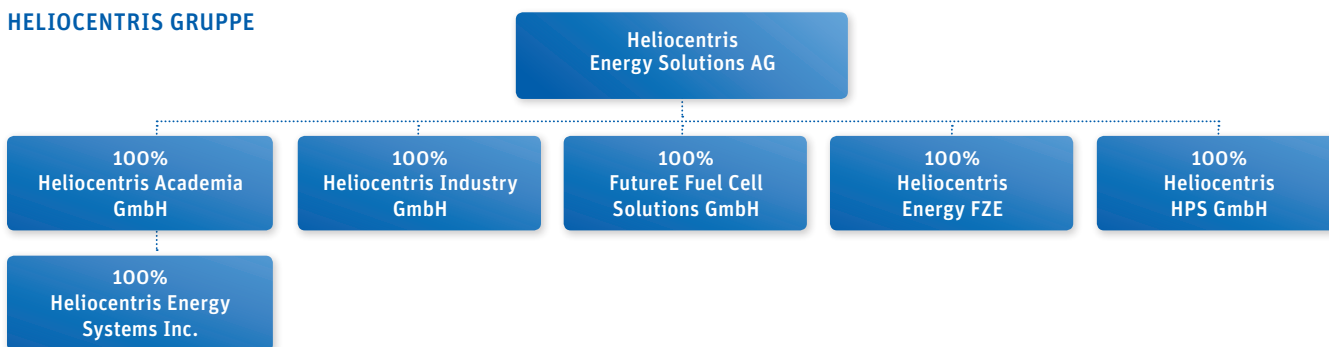 HELIOCENTRIS GRUPPE
Heliocentris
Energy Solutions AG
100%
Heliocentris Academia
GmbH
100%
Heliocentris Industry
GmbH
100%
FutureE Fuel Cell
Solutions GmbH
100%
Heliocentris
Energy FZE
100%
Heliocentris
HPS GmbH
100%
Heliocentris Energy
Systems Inc.